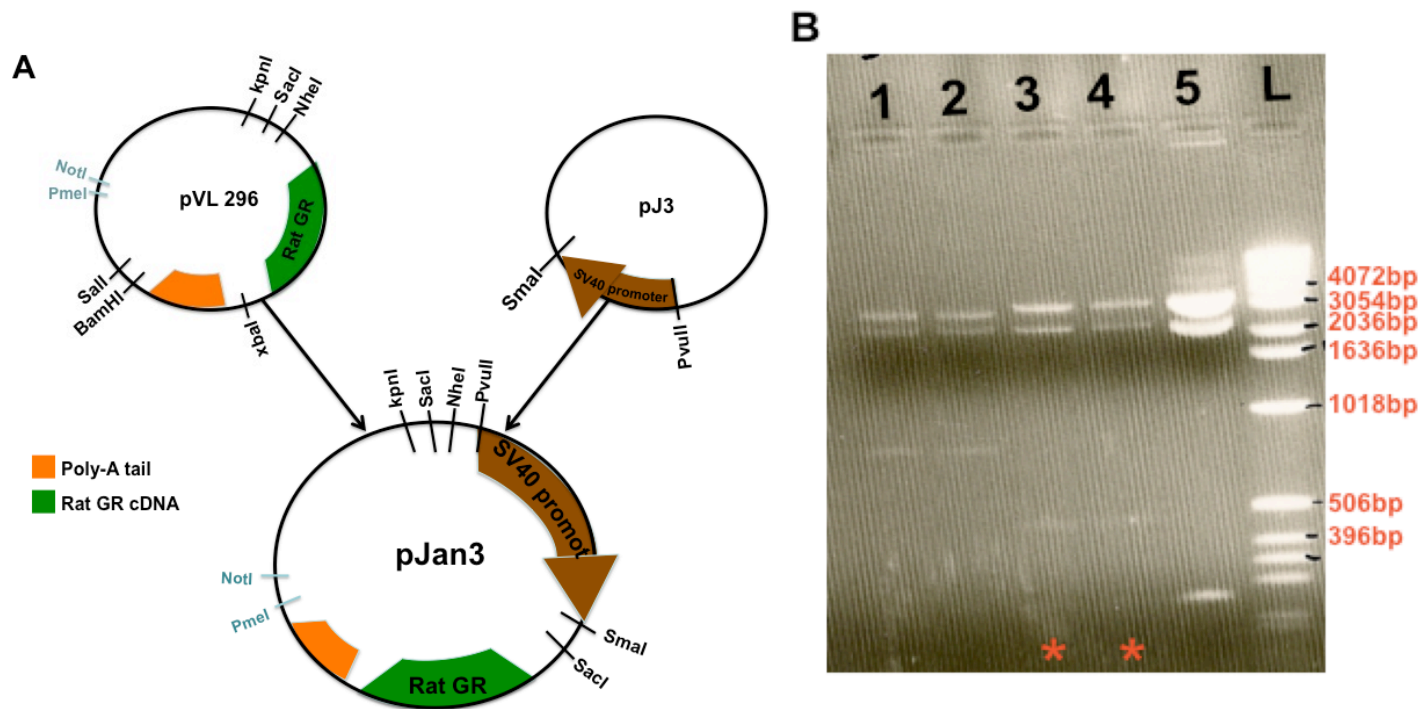 A
kpnI
SacI
NheI
NotI
PmeI
pVL 296
Rat GR
SalI
BamHI
xbaI
pJ3
SmaI
SV40 promoter
PvuII
kpnI
SacI
NheI
PvuII
SV40 promot
Poly-A tail
Rat GR cDNA
pJan3
NotI
PmeI
SmaI
SacI
Rat GR
B
1 2 3 4 5 L
4072bp
3054bp
2036bp
1636bp
1018bp
506bp
396bp
* *